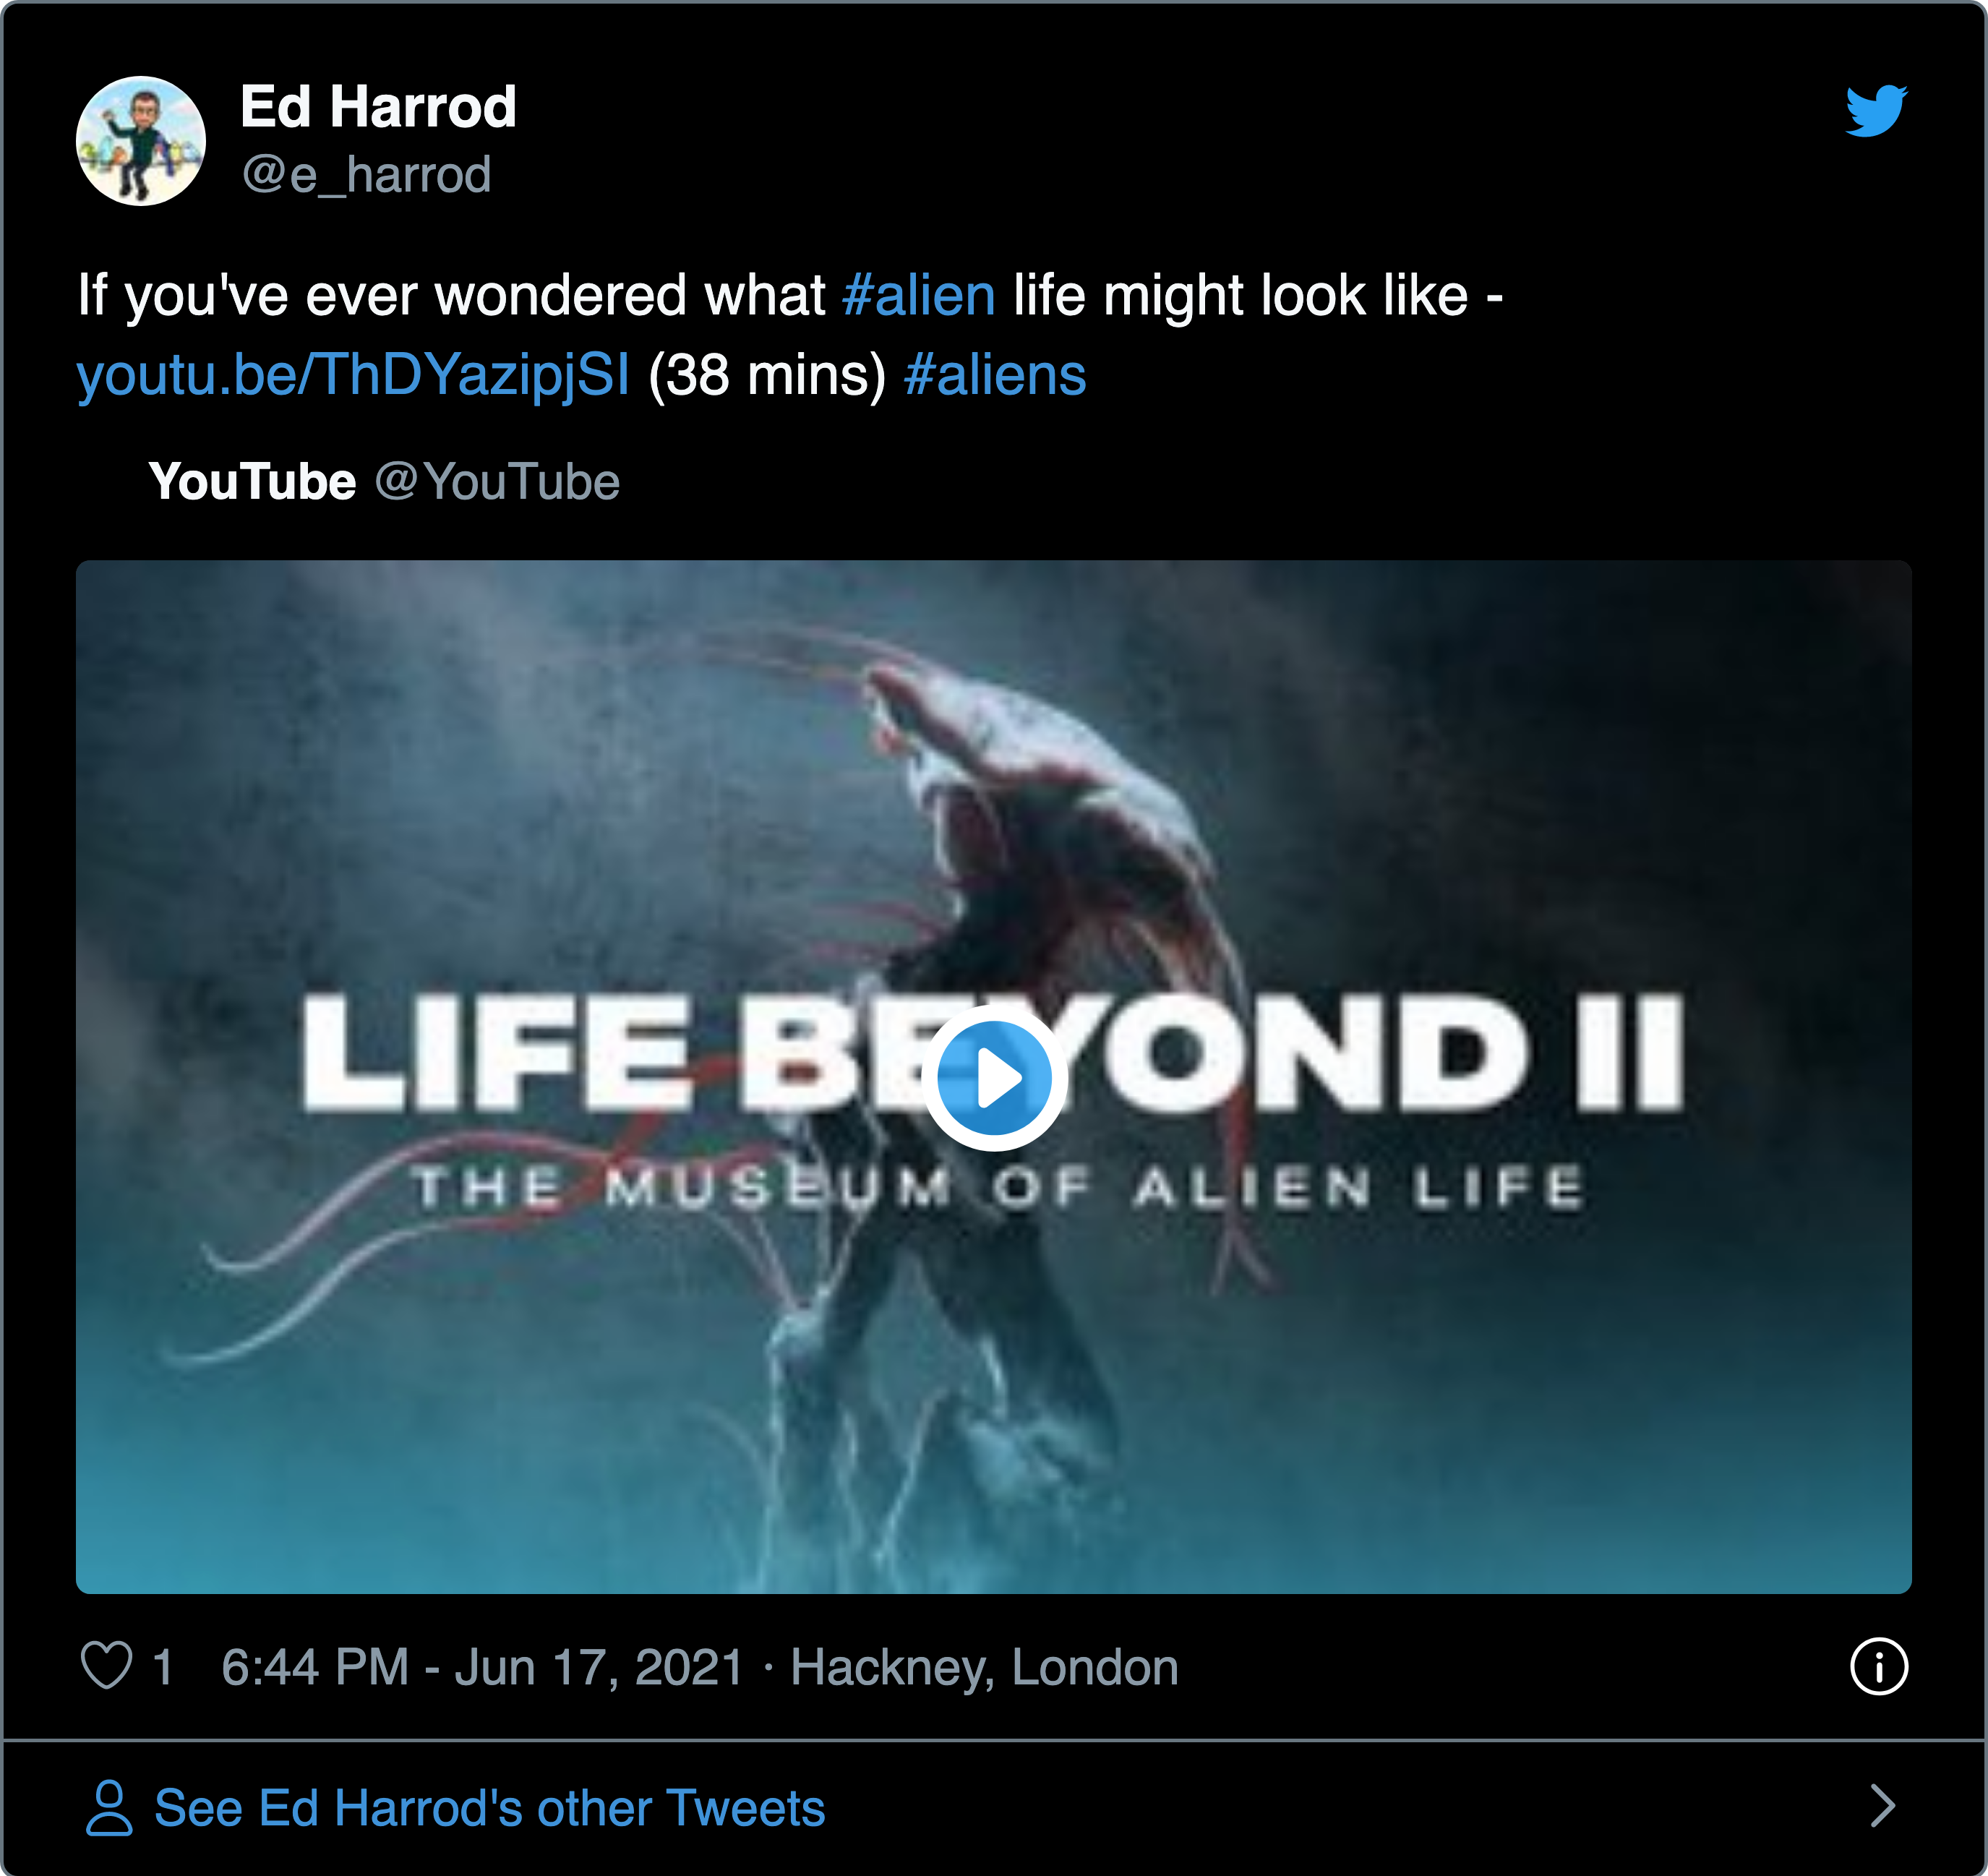 Ed Harrod
@e_harrod
If you've ever wondered what #alien life might look like -
youtu.be/ThDYazipjSI (38 mins) #aliens
YouTube @YouTube
LIFE BEYOND II
THE MUSEUM OF ALIEN LIFE
1 6:44 PM - Jun 17, 2021 · Hackney, London
See Ed Harrod's other Tweets